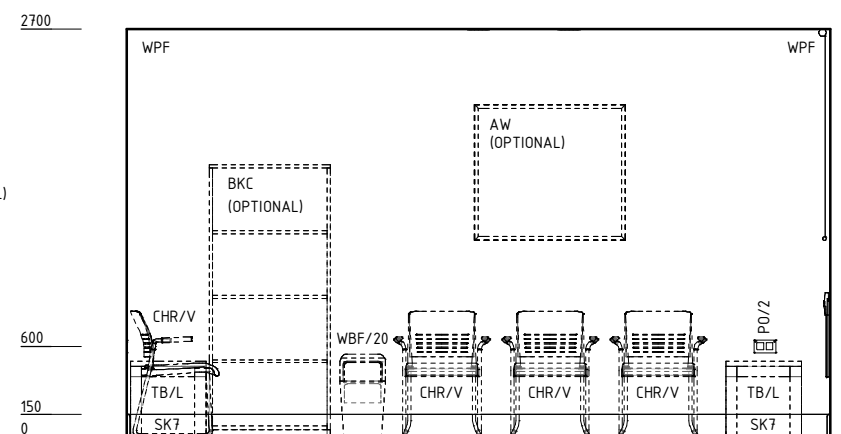 2700
WPF
WPF
AW
(OPTIONAL)
BKC
(OPTIONAL)
L)
CHR/V
PO/2
600
WBF/20
TB/L
CHR/V
CHR/V
CHR/V
TB/L
150
SK7
SK7
0